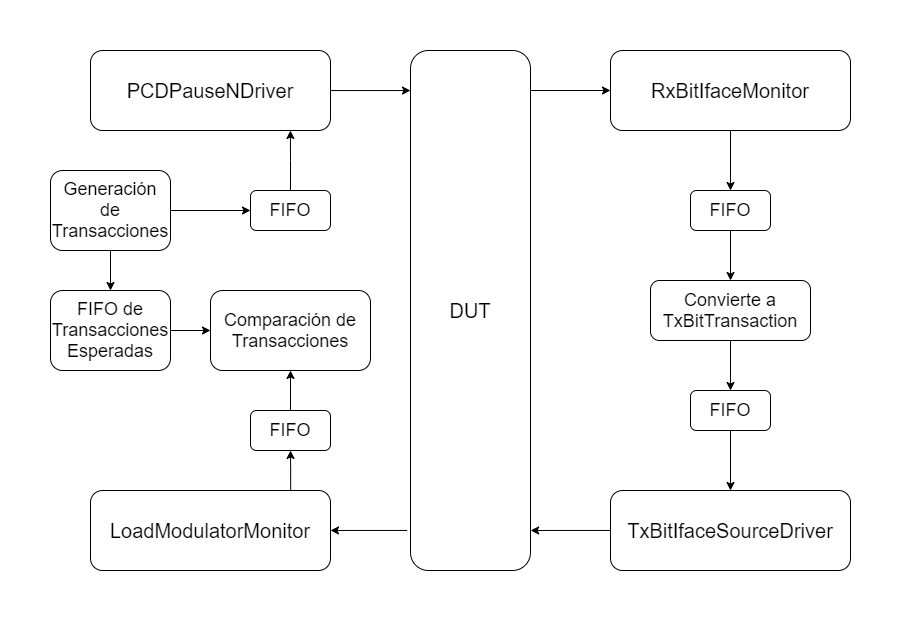 PCDPauseNDriver
RxBitIfaceMonitor
Generación
de
Transacciones
FIFO
FIFO
FIFO de
Transacciones
Esperadas
Comparación de
Transacciones
DUT
Convierte a
TxBitTransaction
FIFO
FIFO
LoadModulatorMonitor
TxBitIfaceSourceDriver